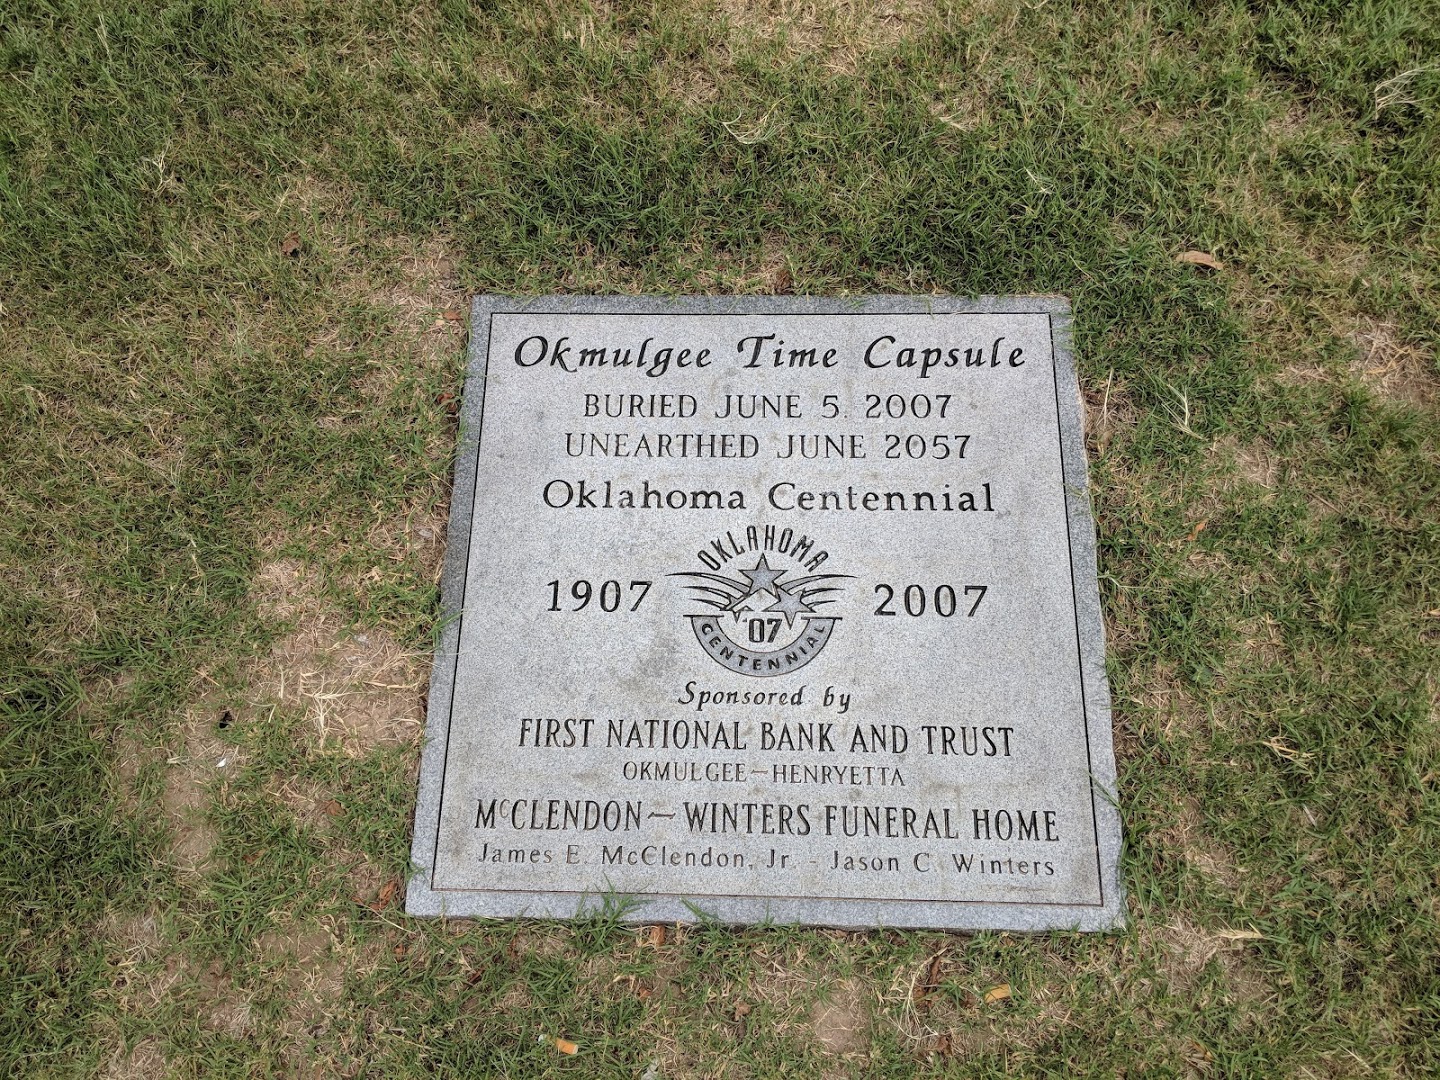 Okmulgee Time Capsule
BURIED JUNE 5, 2007
UNEARTHED JUNE 2057
Oklahoma Centennial
OKLAHOMA
1907 2007
'07
CENTENNIAL
Sponsored by
FIRST NATIONAL BANK AND TRUST
OKMULGEE - HENRYETTA
McCLENDON - WINTERS FUNERAL HOME
James E. McClendon, Jr. - Jason C. Winters